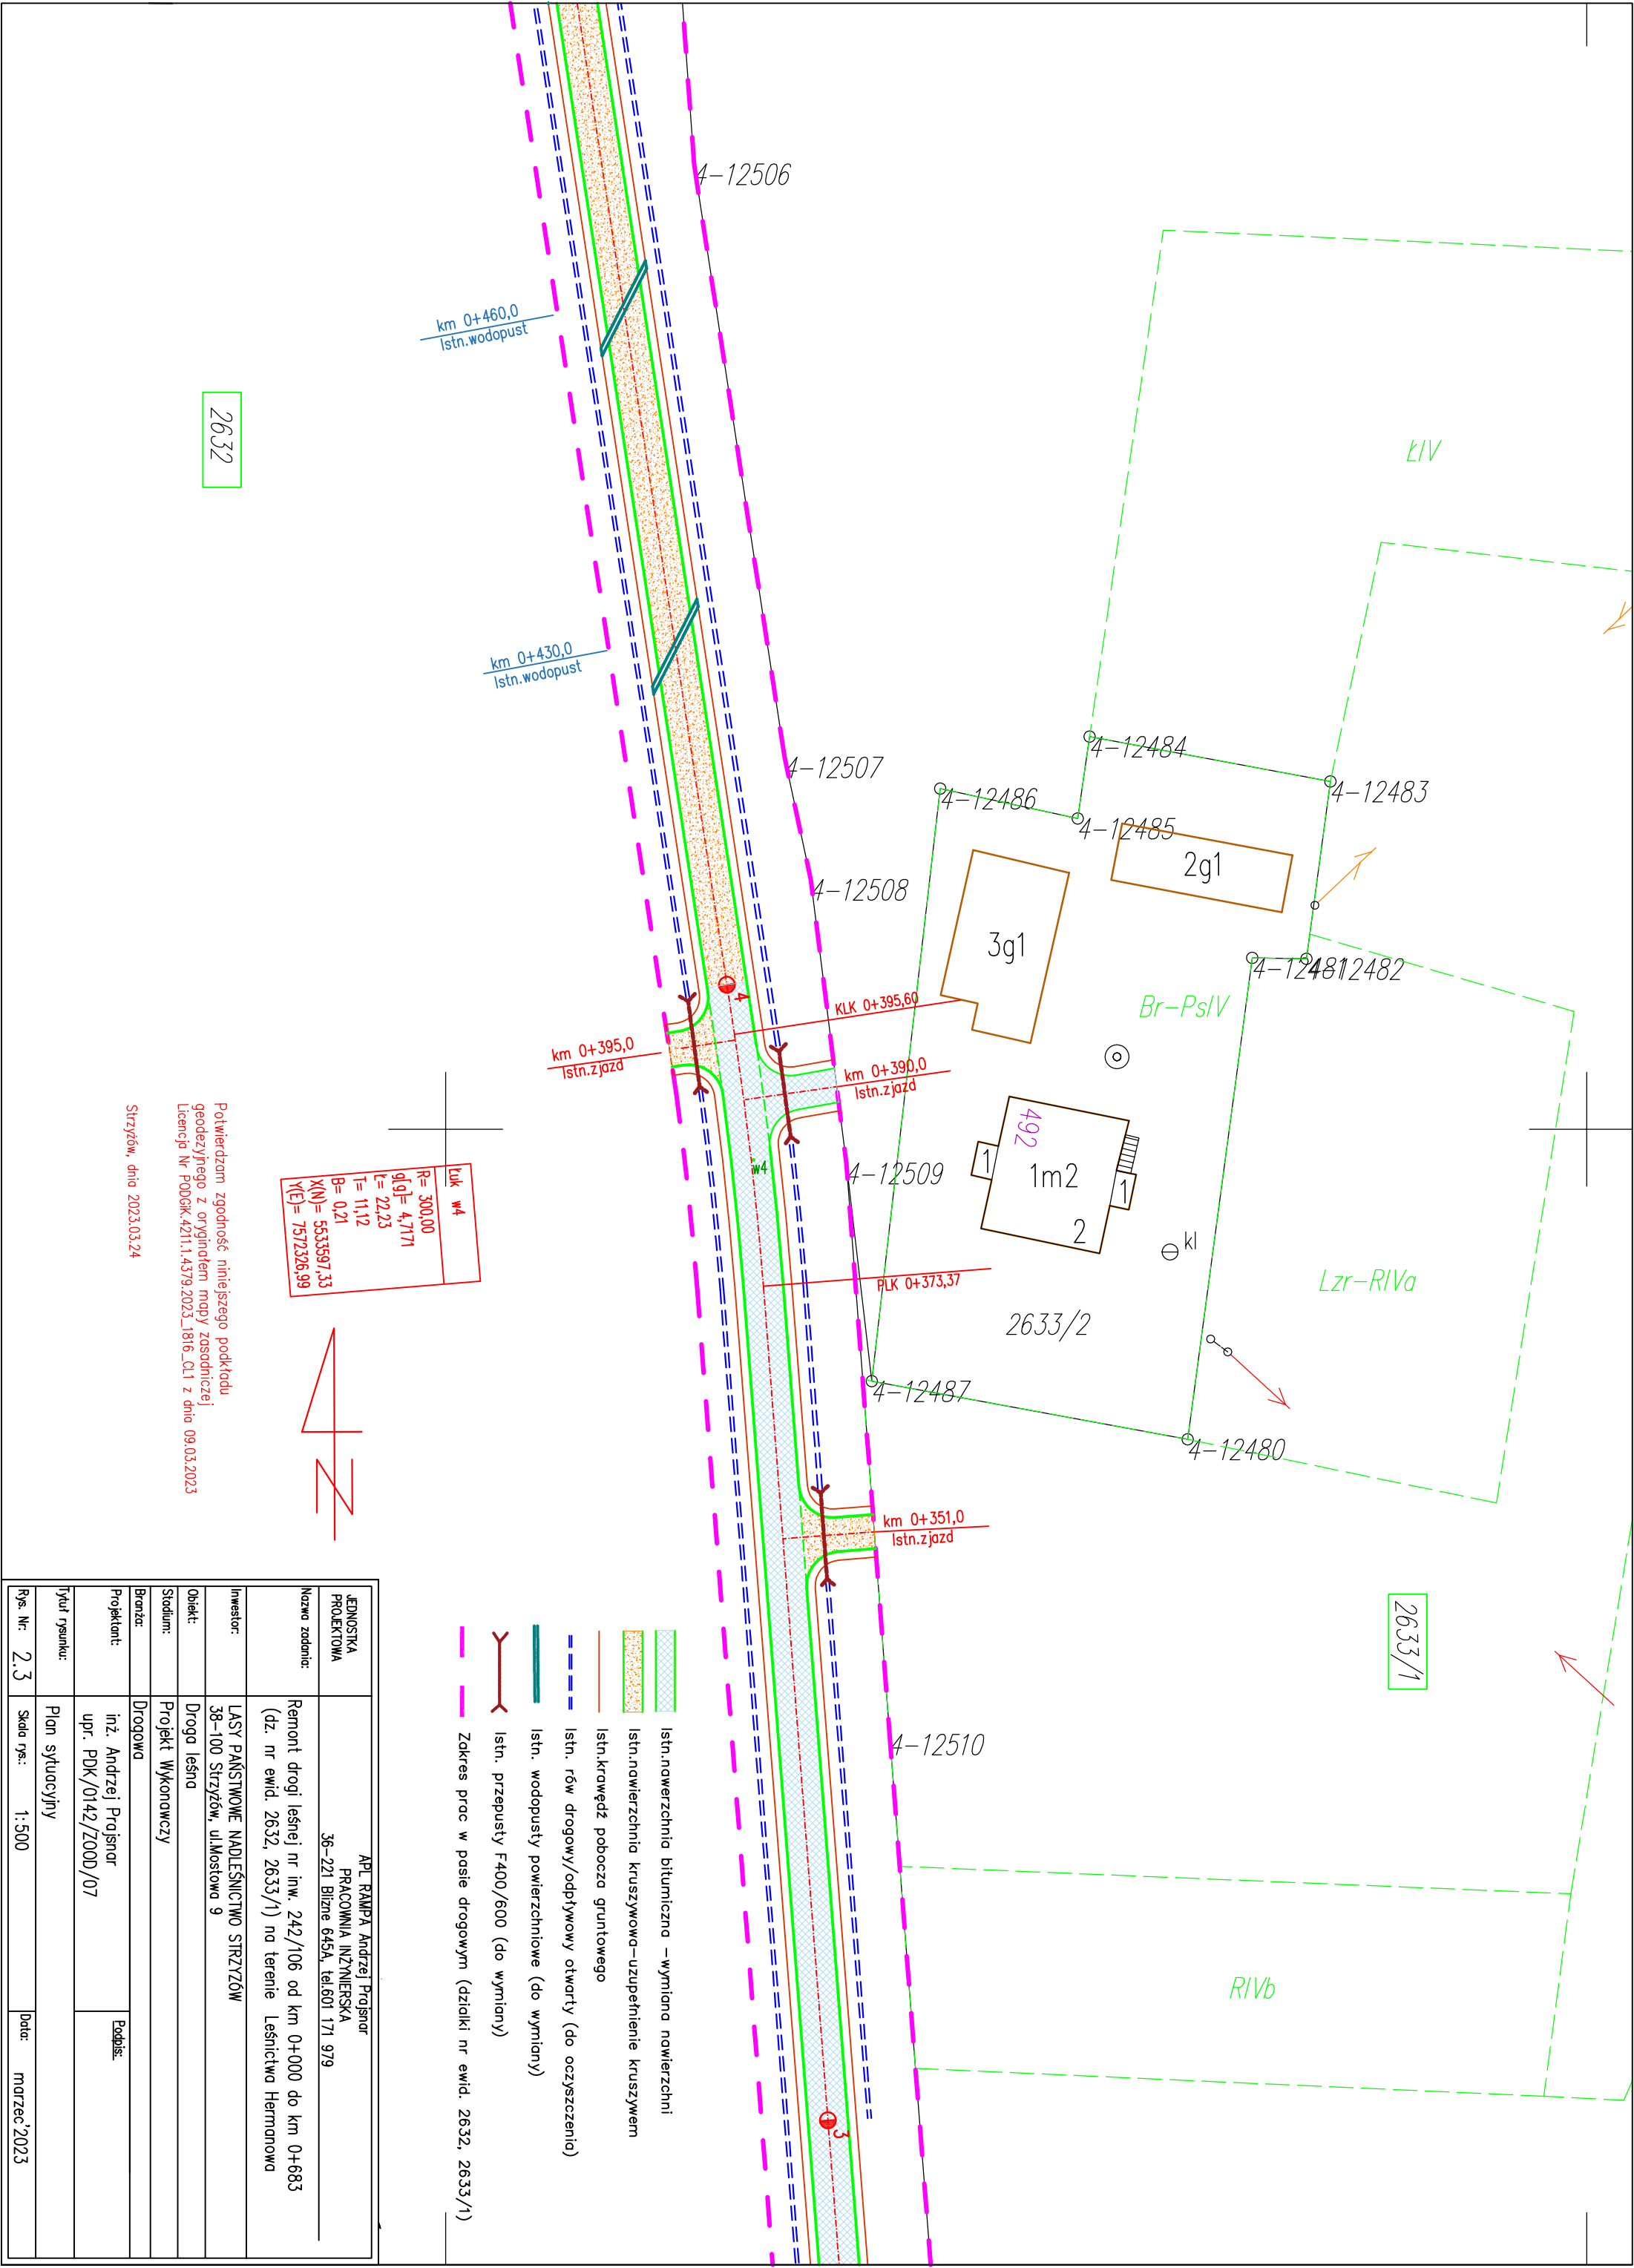 4-12506
ŁIV
km 0+460,0
Istn.wodopust
2632
km 0+430,0
Istn.wodopust
4-12507
4-12484
4-12483
4-12486
4-12485
2g1
4-12508
3g1
4-12481
4-12482
Br-PsIV
4
KLK 0+395,60
km 0+395,0
Istn.zjazd
km 0+390,0
Istn.zjazd
492
1
1m2
1
2
kl
w4
4-12509
PLK 0+373,37
2633/2
Lzr-RIVa
4-12487
4-12480
km 0+351,0
Istn.zjazd
2633/1
4-12510
RIVb
3
Łuk w4
R= 300,00
g[g]= 4,7171
Ł= 22,23
T= 11,12
B= 0,21
X(N)= 5533597,33
Y(E)= 7572326,99
Potwierdzam zgodność niniejszego podkładu
geodezyjnego z oryginałem mapy zasadniczej
Licencja Nr PODGiK.4211.1.4379.2023_1816_CL1 z dnia 09.03.2023
Strzyżów, dnia 2023.03.24
N
Istn.nawerzchnia bitumiczna -wymiana nawierzchni
Istn.nawierzchnia kruszywowa-uzupełnienie kruszywem
Istn.krawędź pobocza gruntowego
Istn. rów drogowy/odpływowy otwarty (do oczyszczenia)
Istn. wodopusty powierzchniowe (do wymiany)
Istn. przepusty F400/600 (do wymiany)
Zakres prac w pasie drogowym (działki nr ewid. 2632, 2633/1)
JEDNOSTKA
PROJEKTOWA
APL RAMPA Andrzej Prajsnar
PRACOWNIA INŻYNIERSKA
36-221 Blizne 645A, tel.601 171 979
Nazwa zadania:
Remont drogi leśnej nr inw. 242/106 od km 0+000 do km 0+683
(dz. nr ewid. 2632, 2633/1) na terenie Leśnictwa Hermanowa
Inwestor:
LASY PAŃSTWOWE NADLEŚNICTWO STRZYŻÓW
38-100 Strzyżów, ul.Mostowa 9
Obiekt:
Droga leśna
Stadium:
Projekt Wykonawczy
Branża:
Drogowa
Projektant:
inż. Andrzej Prajsnar
upr. PDK/0142/ZOOD/07
Podpis:
Tytuł rysunku:
Plan sytuacyjny
Rys. Nr: 2.3
Skala rys.: 1:500
Data: marzec'2023